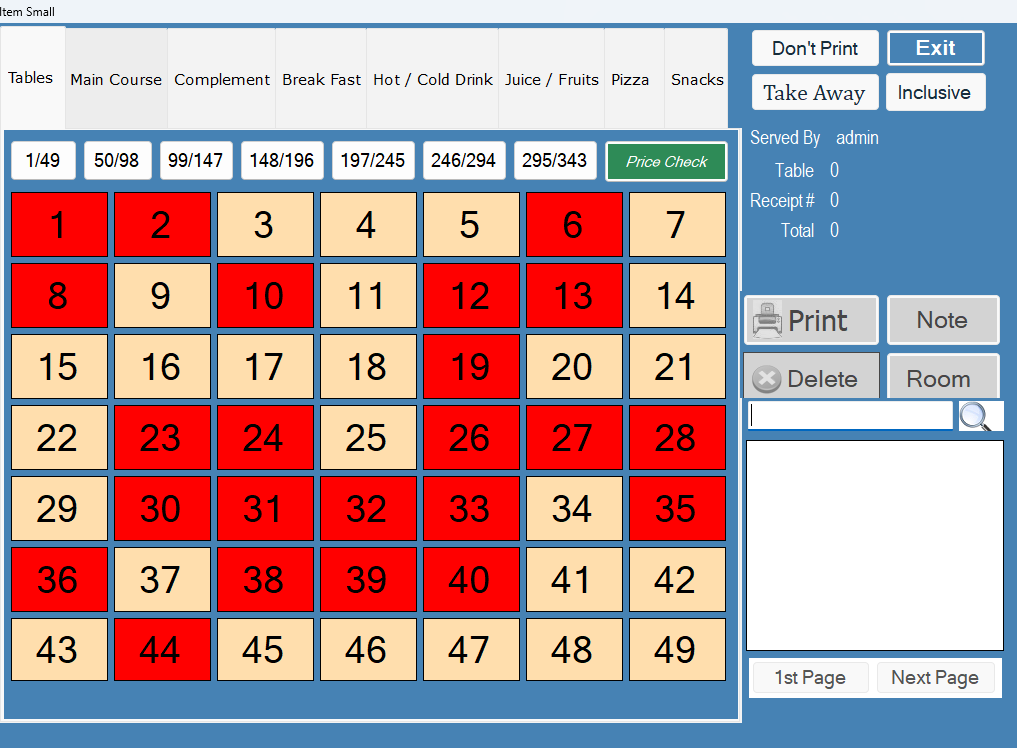 Item Small
Tables Main Course Complement Break Fast Hot / Cold Drink Juice / Fruits Pizza Snacks
1/49 50/98 99/147 148/196 197/245 246/294 295/343 Price Check
1 2 3 4 5 6 7
8 9 10 11 12 13 14
15 16 17 18 19 20 21
22 23 24 25 26 27 28
29 30 31 32 33 34 35
36 37 38 39 40 41 42
43 44 45 46 47 48 49
Don't Print Exit
Take Away Inclusive
Served By admin
Table 0
Receipt # 0
Total 0
Print Note
Delete Room
1st Page Next Page